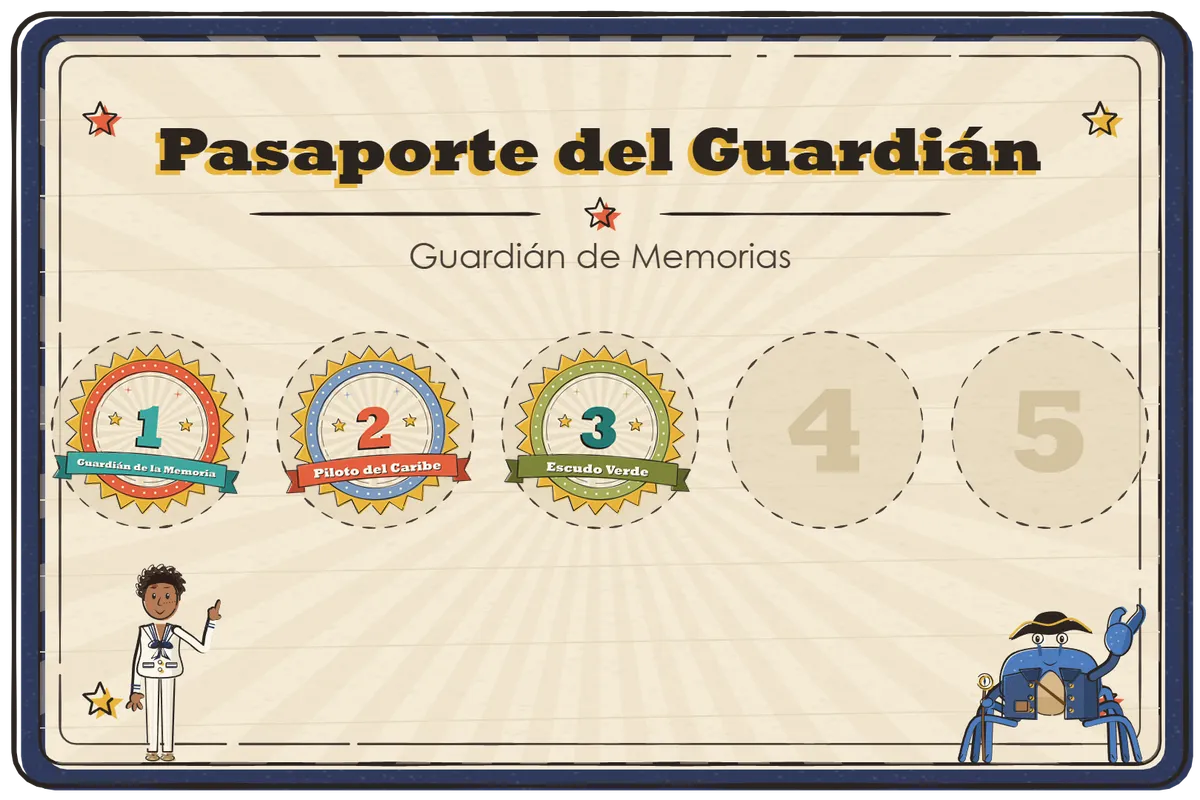 Pasaporte del Guardián
Guardián de Memorias
1
Guardián de la Memoria
2
Piloto del Caribe
3
Escudo Verde
4
5